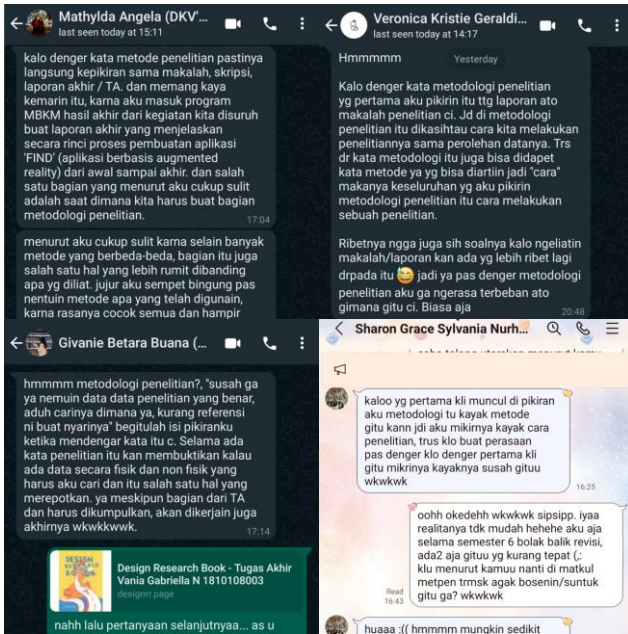 Mathylda Angela (DKV'...
last seen today at 15:11
kalo denger kata metode penelitian pastinya
langsung kepikiran sama makalah, skripsi,
laporan akhir / TA. dan memang kaya
kemarin itu, karna aku masuk program
MBKM hasil akhir dari kegiatan kita disuruh
buat laporan akhir yang menjelaskan
secara rinci proses pembuatan aplikasi
'FIND' (aplikasi berbasis augmented
reality) dari awal sampai akhir. dan salah
satu bagian yang menurut aku cukup sulit
adalah saat dimana kita harus buat bagian
metodologi penelitian.
17:04
menurut aku cukup sulit karna selain banyak
metode yang berbeda-beda, bagian itu juga
salah satu hal yang lebih rumit dibanding
apa yg diliat. jujur aku sempet bingung pas
nentuin metode apa yang telah digunain,
karna rasanya cocok semua dan hampir
Veronica Kristie Geraldi...
last seen today at 14:17
Hmmmmm
Yesterday
Kalo denger kata metodologi penelitian
yg pertama aku pikirin itu ttg laporan ato
makalah penelitian ci. Jd di metodologi
penelitian itu dikasihtau cara kita melakukan
penelitiannya sama perolehan datanya. Trs
dr kata metodologi itu juga bisa didapet
kata metode ya yg bisa diartiin jadi "cara"
makanya keseluruhan yg aku pikirin
metodologi penelitian itu cara melakukan
sebuah penelitian.
Ribetnya ngga juga sih soalnya kalo ngeliatin
makalah/laporan kan ada yg lebih ribet lagi
drpada itu 😅 jadi ya pas denger metodologi
penelitian aku ga ngerasa terbeban ato
gimana gitu ci. Biasa aja
20:48
Givanie Betara Buana (...
hmmmm metodologi penelitian?, "susah ga
ya nemuin data data penelitian yang benar,
aduh carinya dimana ya, kurang referensi
ni buat nyarinya" begitulah isi pikiranku
ketika mendengar kata itu c. Selama ada
kata penelitian itu kan membuktikan kalau
ada data secara fisik dan non fisik yang
harus aku cari dan itu salah satu hal yang
merepotkan. ya meskipun bagian dari TA
dan harus dikumpulkan, akan dikerjain juga
akhirnya wkwkkwwk.
17:14
Design Research Book - Tugas Akhir
Vania Gabriella N 1810108003
designrr.page
nahh lalu pertanyaan selanjutnyaa... as u
Sharon Grace Sylvania Nurh...
kaloo yg pertama kli muncul di pikiran
aku metodologi tu kayak metode
gitu kann jdi aku mikirnya kayak cara
penelitian, trus klo buat perasaan
pas denger klo denger pertama kli
gitu mikrinya kayaknya susah gituu
wkwkwk
16:25
oohh okedehh wkwkwk sipsipp. iyaa
realitanya tdk mudah hehehe aku aja
selama semester 6 bolak balik revisi,
ada2 aja gituu yg kurang tepat (,:
klu menurut kamuu nanti di matkul
metpen trmsk agak bosenin/suntuk
gitu ga? wkwkwk
Read
16:43
huaaa :(( hmmmm mungkin sedikit